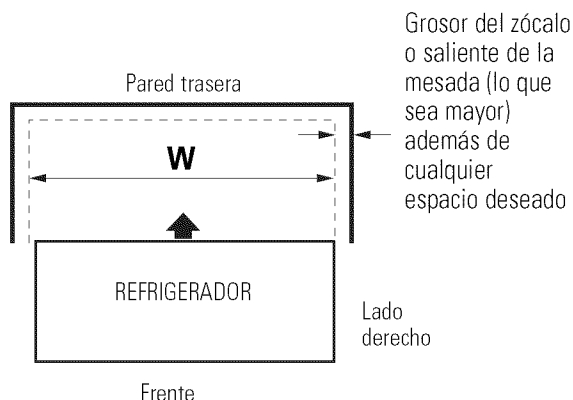 Grosor del zócalo
o saliente de la
mesada (lo que
sea mayor)
además de
cualquier
espacio deseado
Pared trasera
W
REFRIGERADOR
Lado
derecho
Frente